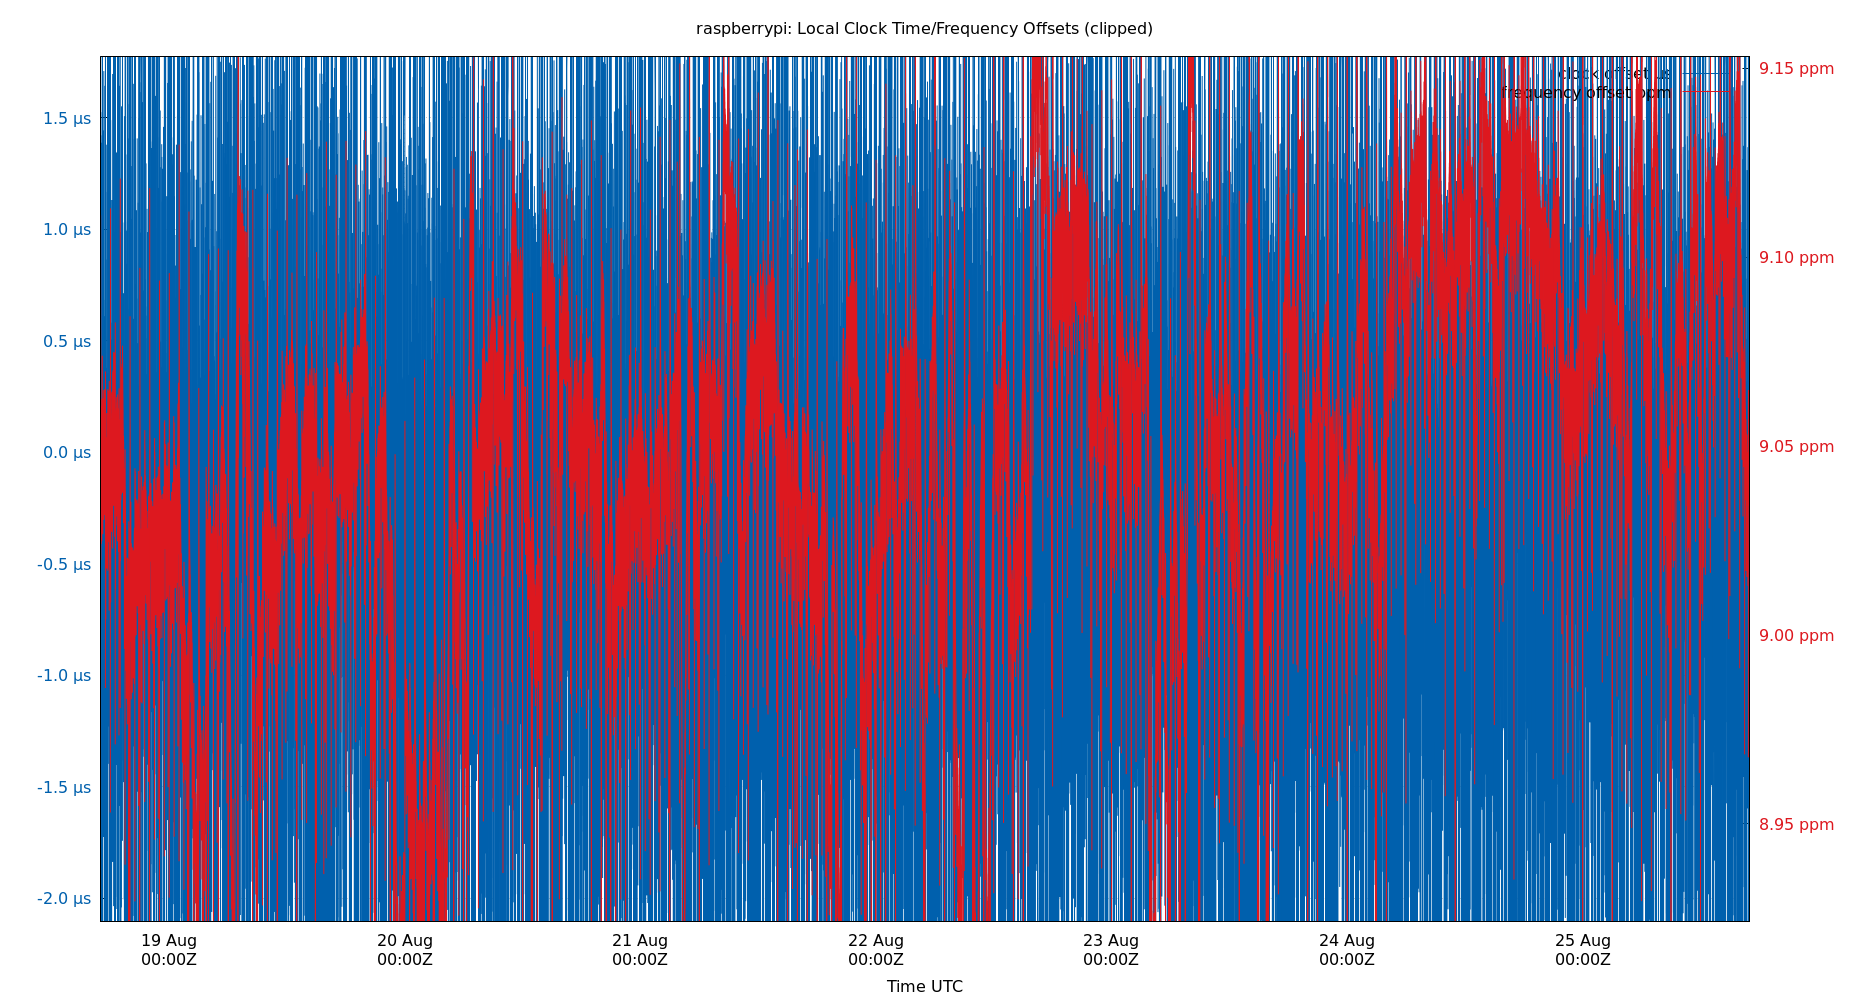 raspberrypi: Local Clock Time/Frequency Offsets (clipped)
clock offset µs
frequency offset ppm
1.5 µs
1.0 µs
0.5 µs
0.0 µs
-0.5 µs
-1.0 µs
-1.5 µs
-2.0 µs
9.15 ppm
9.10 ppm
9.05 ppm
9.00 ppm
8.95 ppm
19 Aug
00:00Z
20 Aug
00:00Z
21 Aug
00:00Z
22 Aug
00:00Z
23 Aug
00:00Z
24 Aug
00:00Z
25 Aug
00:00Z
Time UTC